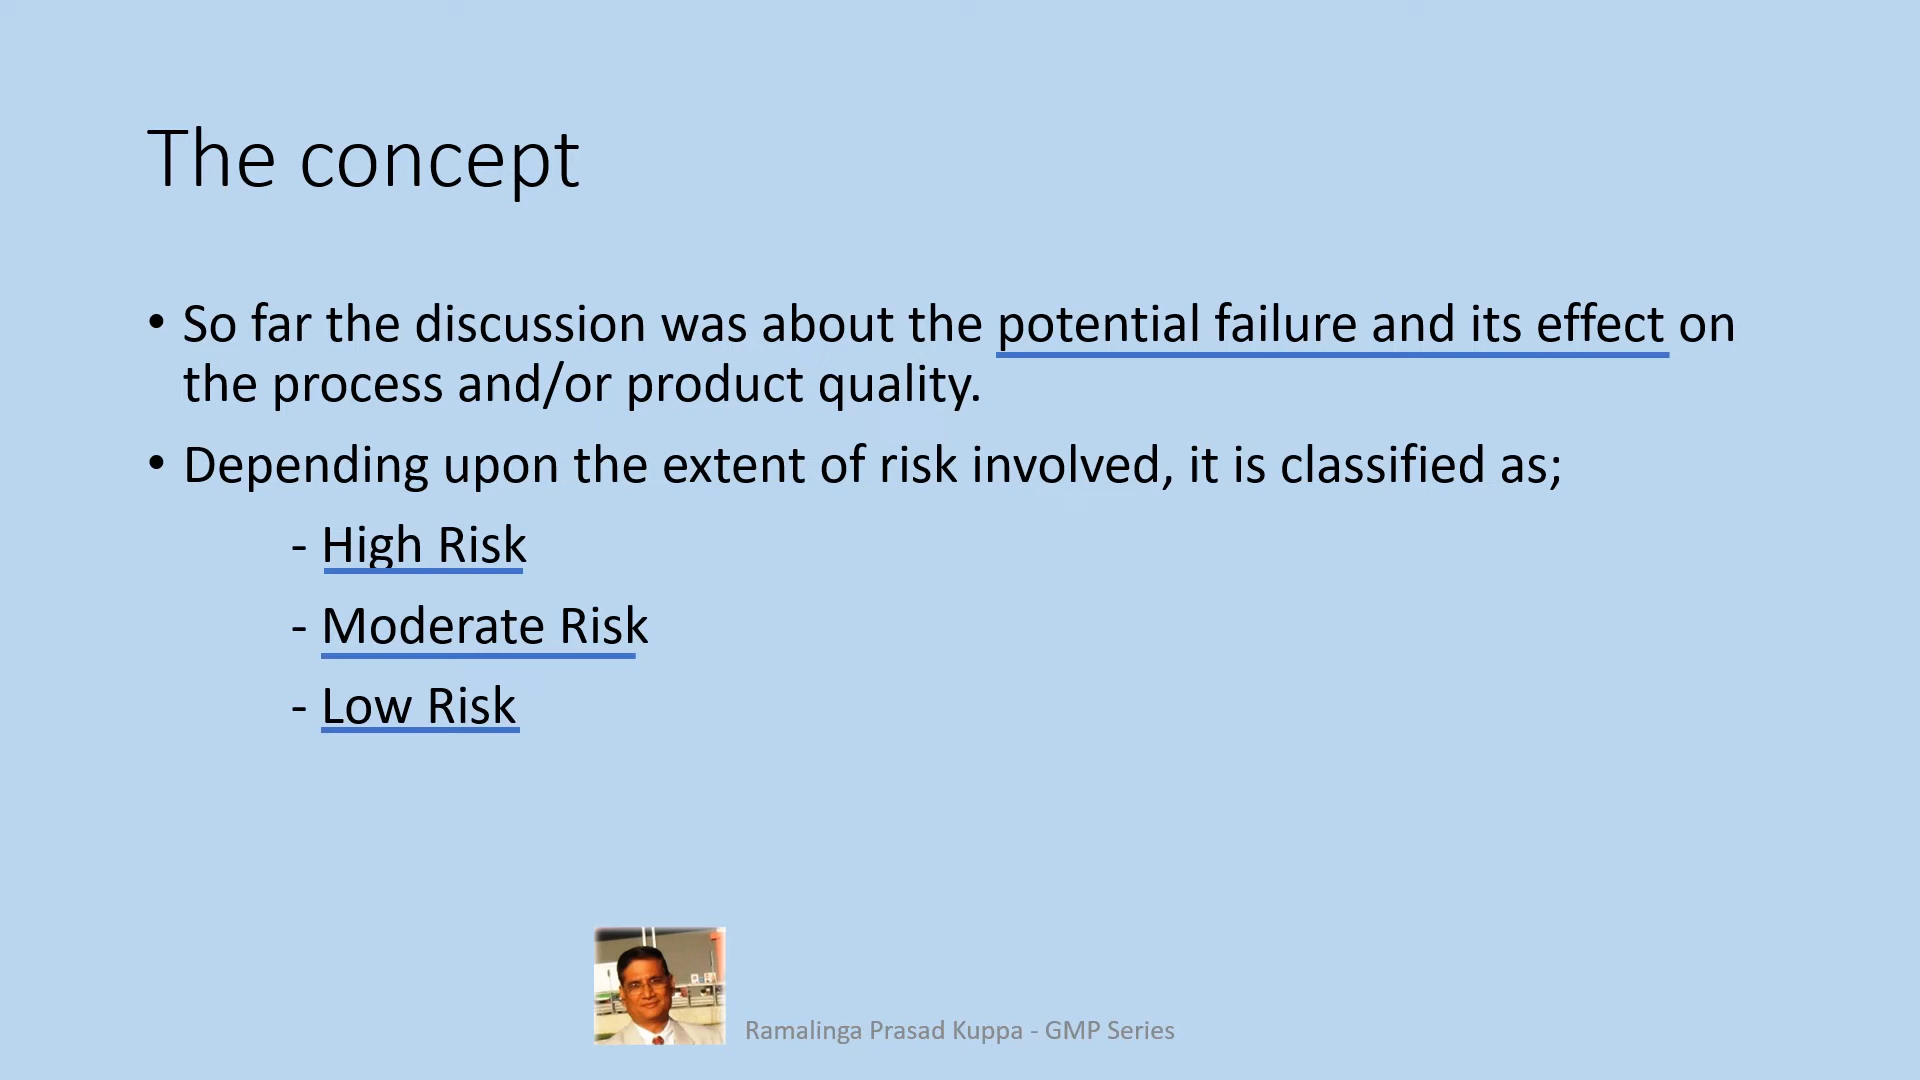 The concept
• So far the discussion was about the potential failure and its effect on
the process and/or product quality.
• Depending upon the extent of risk involved, it is classified as;
- High Risk
- Moderate Risk
- Low Risk
Ramalinga Prasad Kuppa - GMP Series